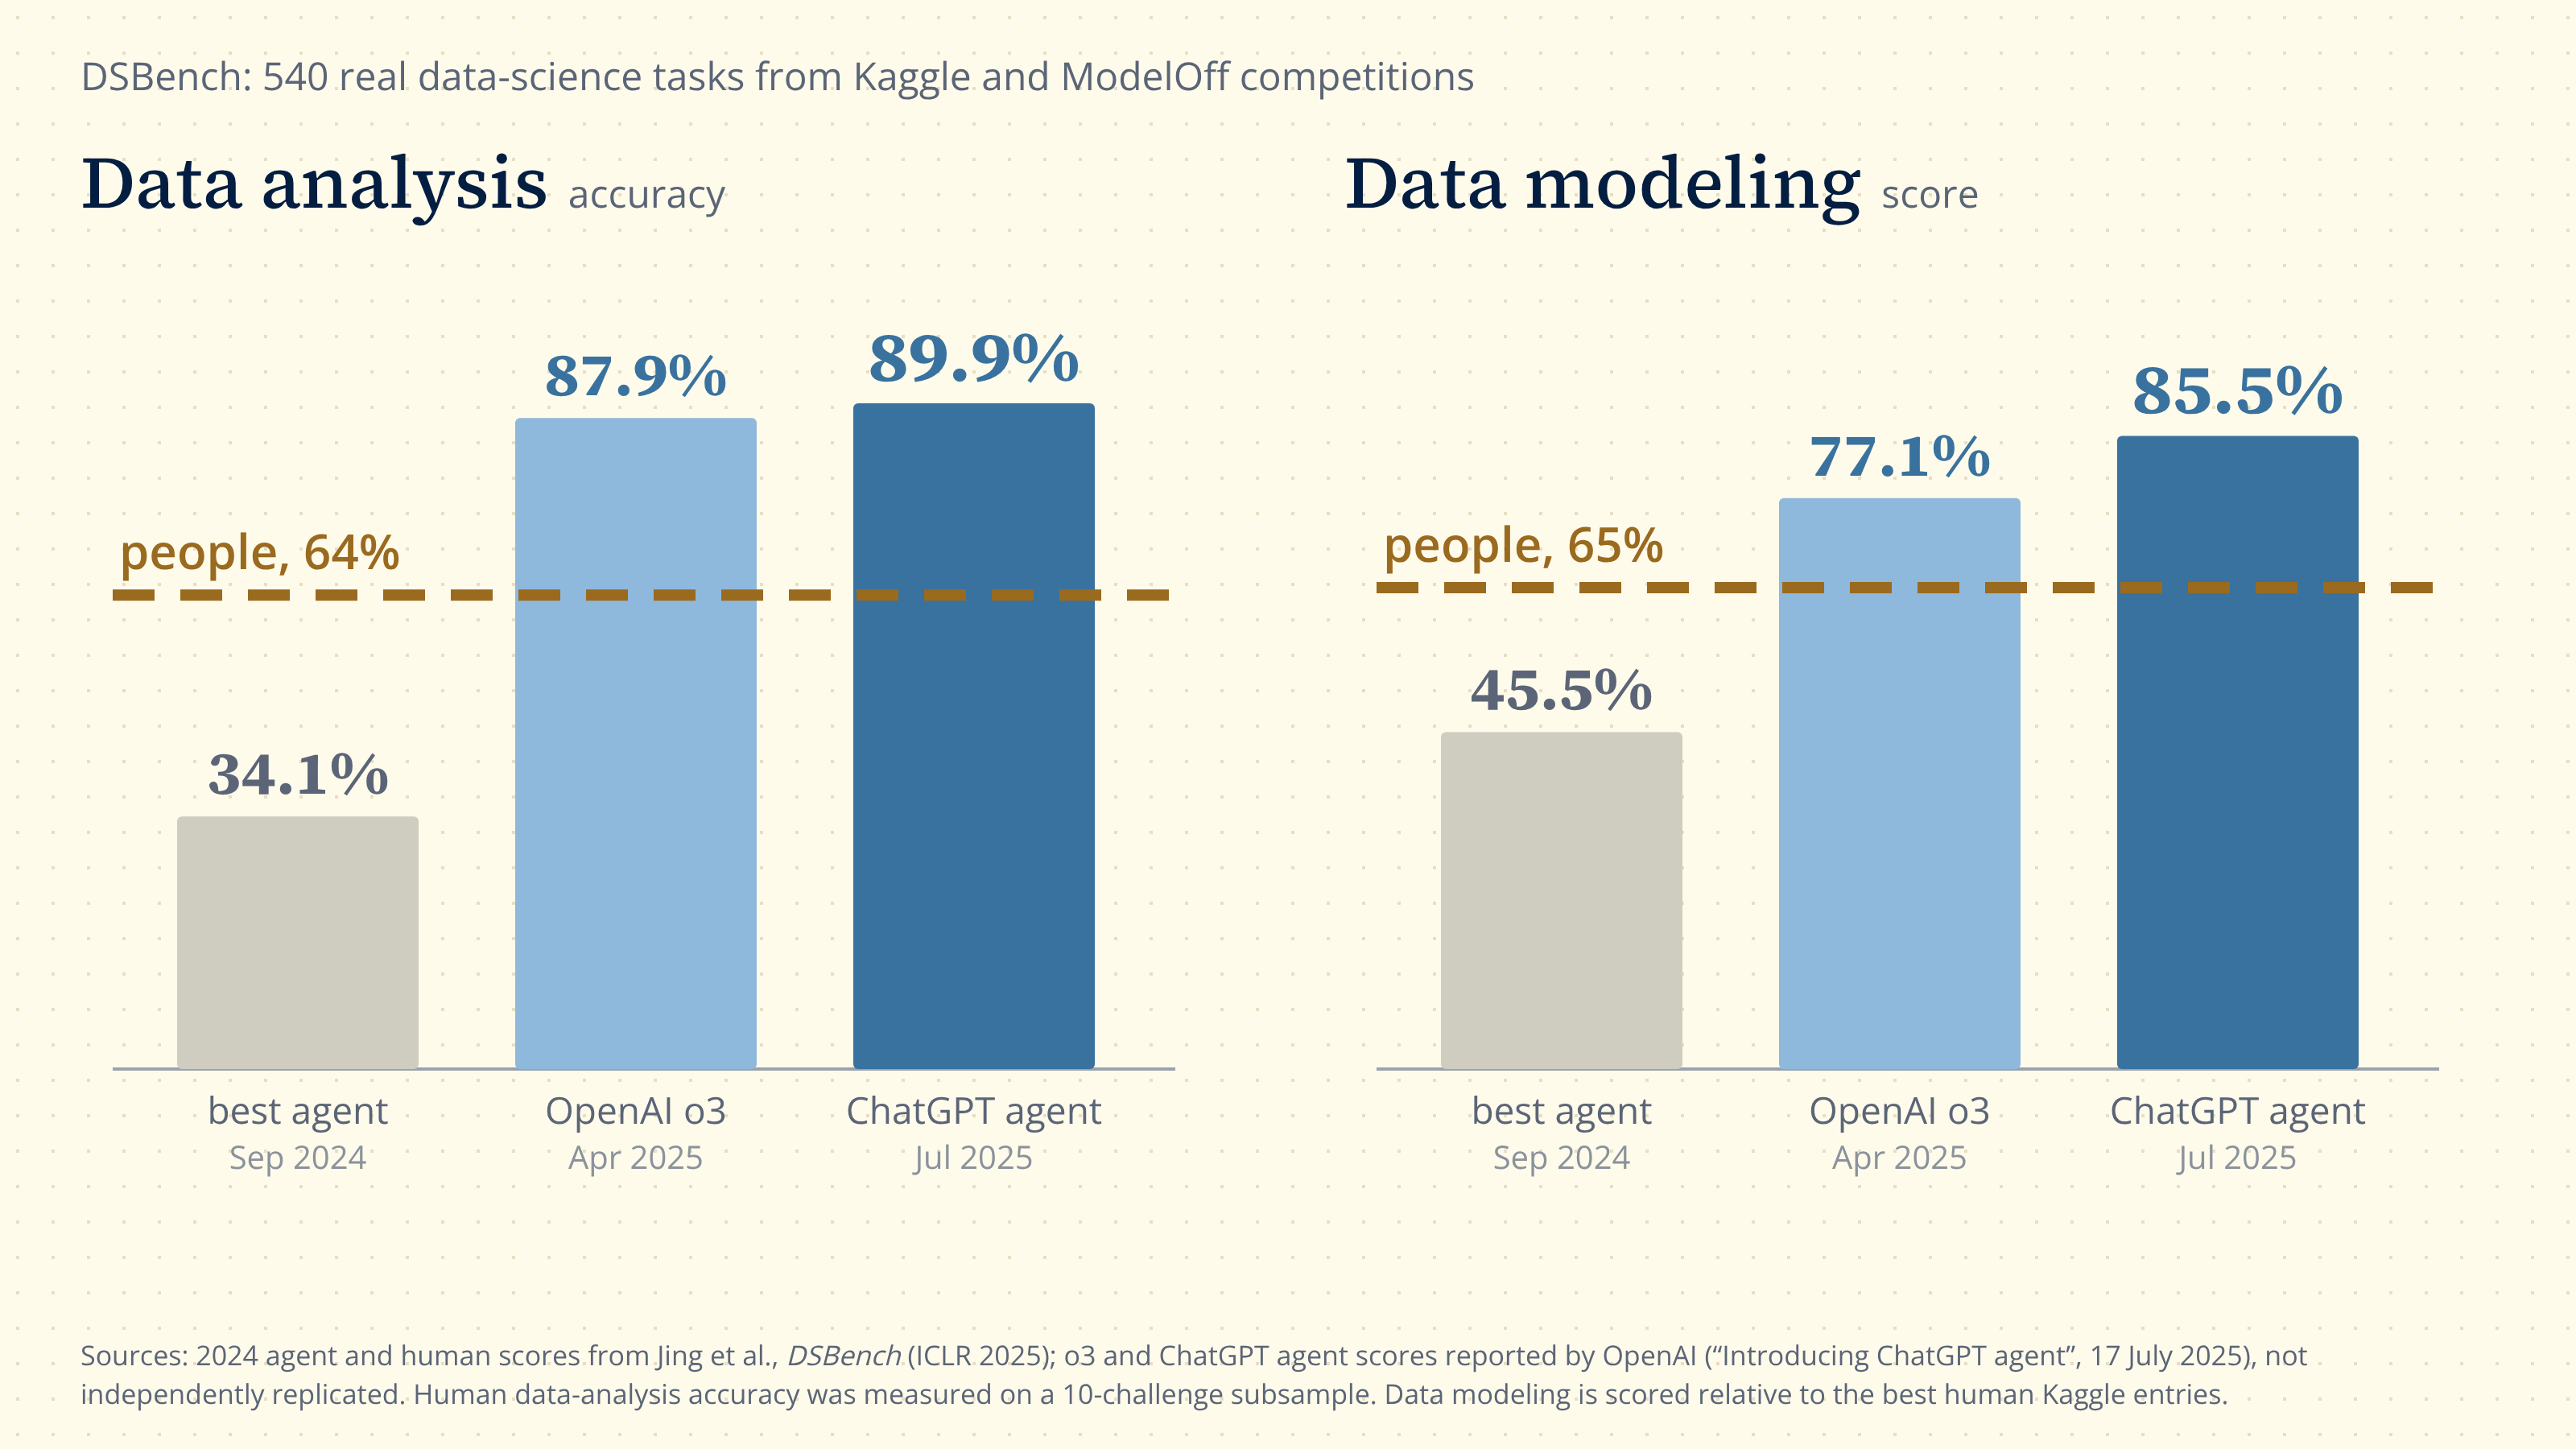 DSBench: 540 real data-science tasks from Kaggle and ModelOff competitions
Data analysis accuracy
89.9%
87.9%
people, 64%
34.1%
best agent
Sep 2024
OpenAI o3
Apr 2025
ChatGPT agent
Jul 2025
Data modeling score
85.5%
77.1%
people, 65%
45.5%
best agent
Sep 2024
OpenAI o3
Apr 2025
ChatGPT agent
Jul 2025
Sources: 2024 agent and human scores from Jing et al., DSBench (ICLR 2025); o3 and ChatGPT agent scores reported by OpenAI (“Introducing ChatGPT agent”, 17 July 2025), not
independently replicated. Human data-analysis accuracy was measured on a 10-challenge subsample. Data modeling is scored relative to the best human Kaggle entries.